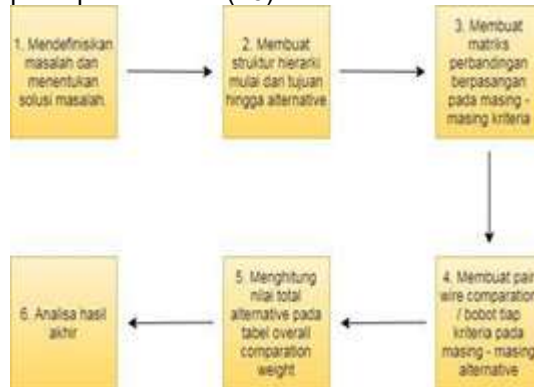 1. Mendefinisikan
masalah dan
menentukan
solusi masalah.
2. Membuat
struktur hierarki
mulai dari tujuan
hingga alternative
3. Membuat
matriks
perbandingan
berpasangan
pada masing -
masing kriteria
4. Membuat pair
wire comparation
/ bobot tiap
kriteria pada
masing - masing
alternative
5. Menghitung
nilai total
alternative pada
tabel overall
comparation
weight
6. Analisa hasil
akhir